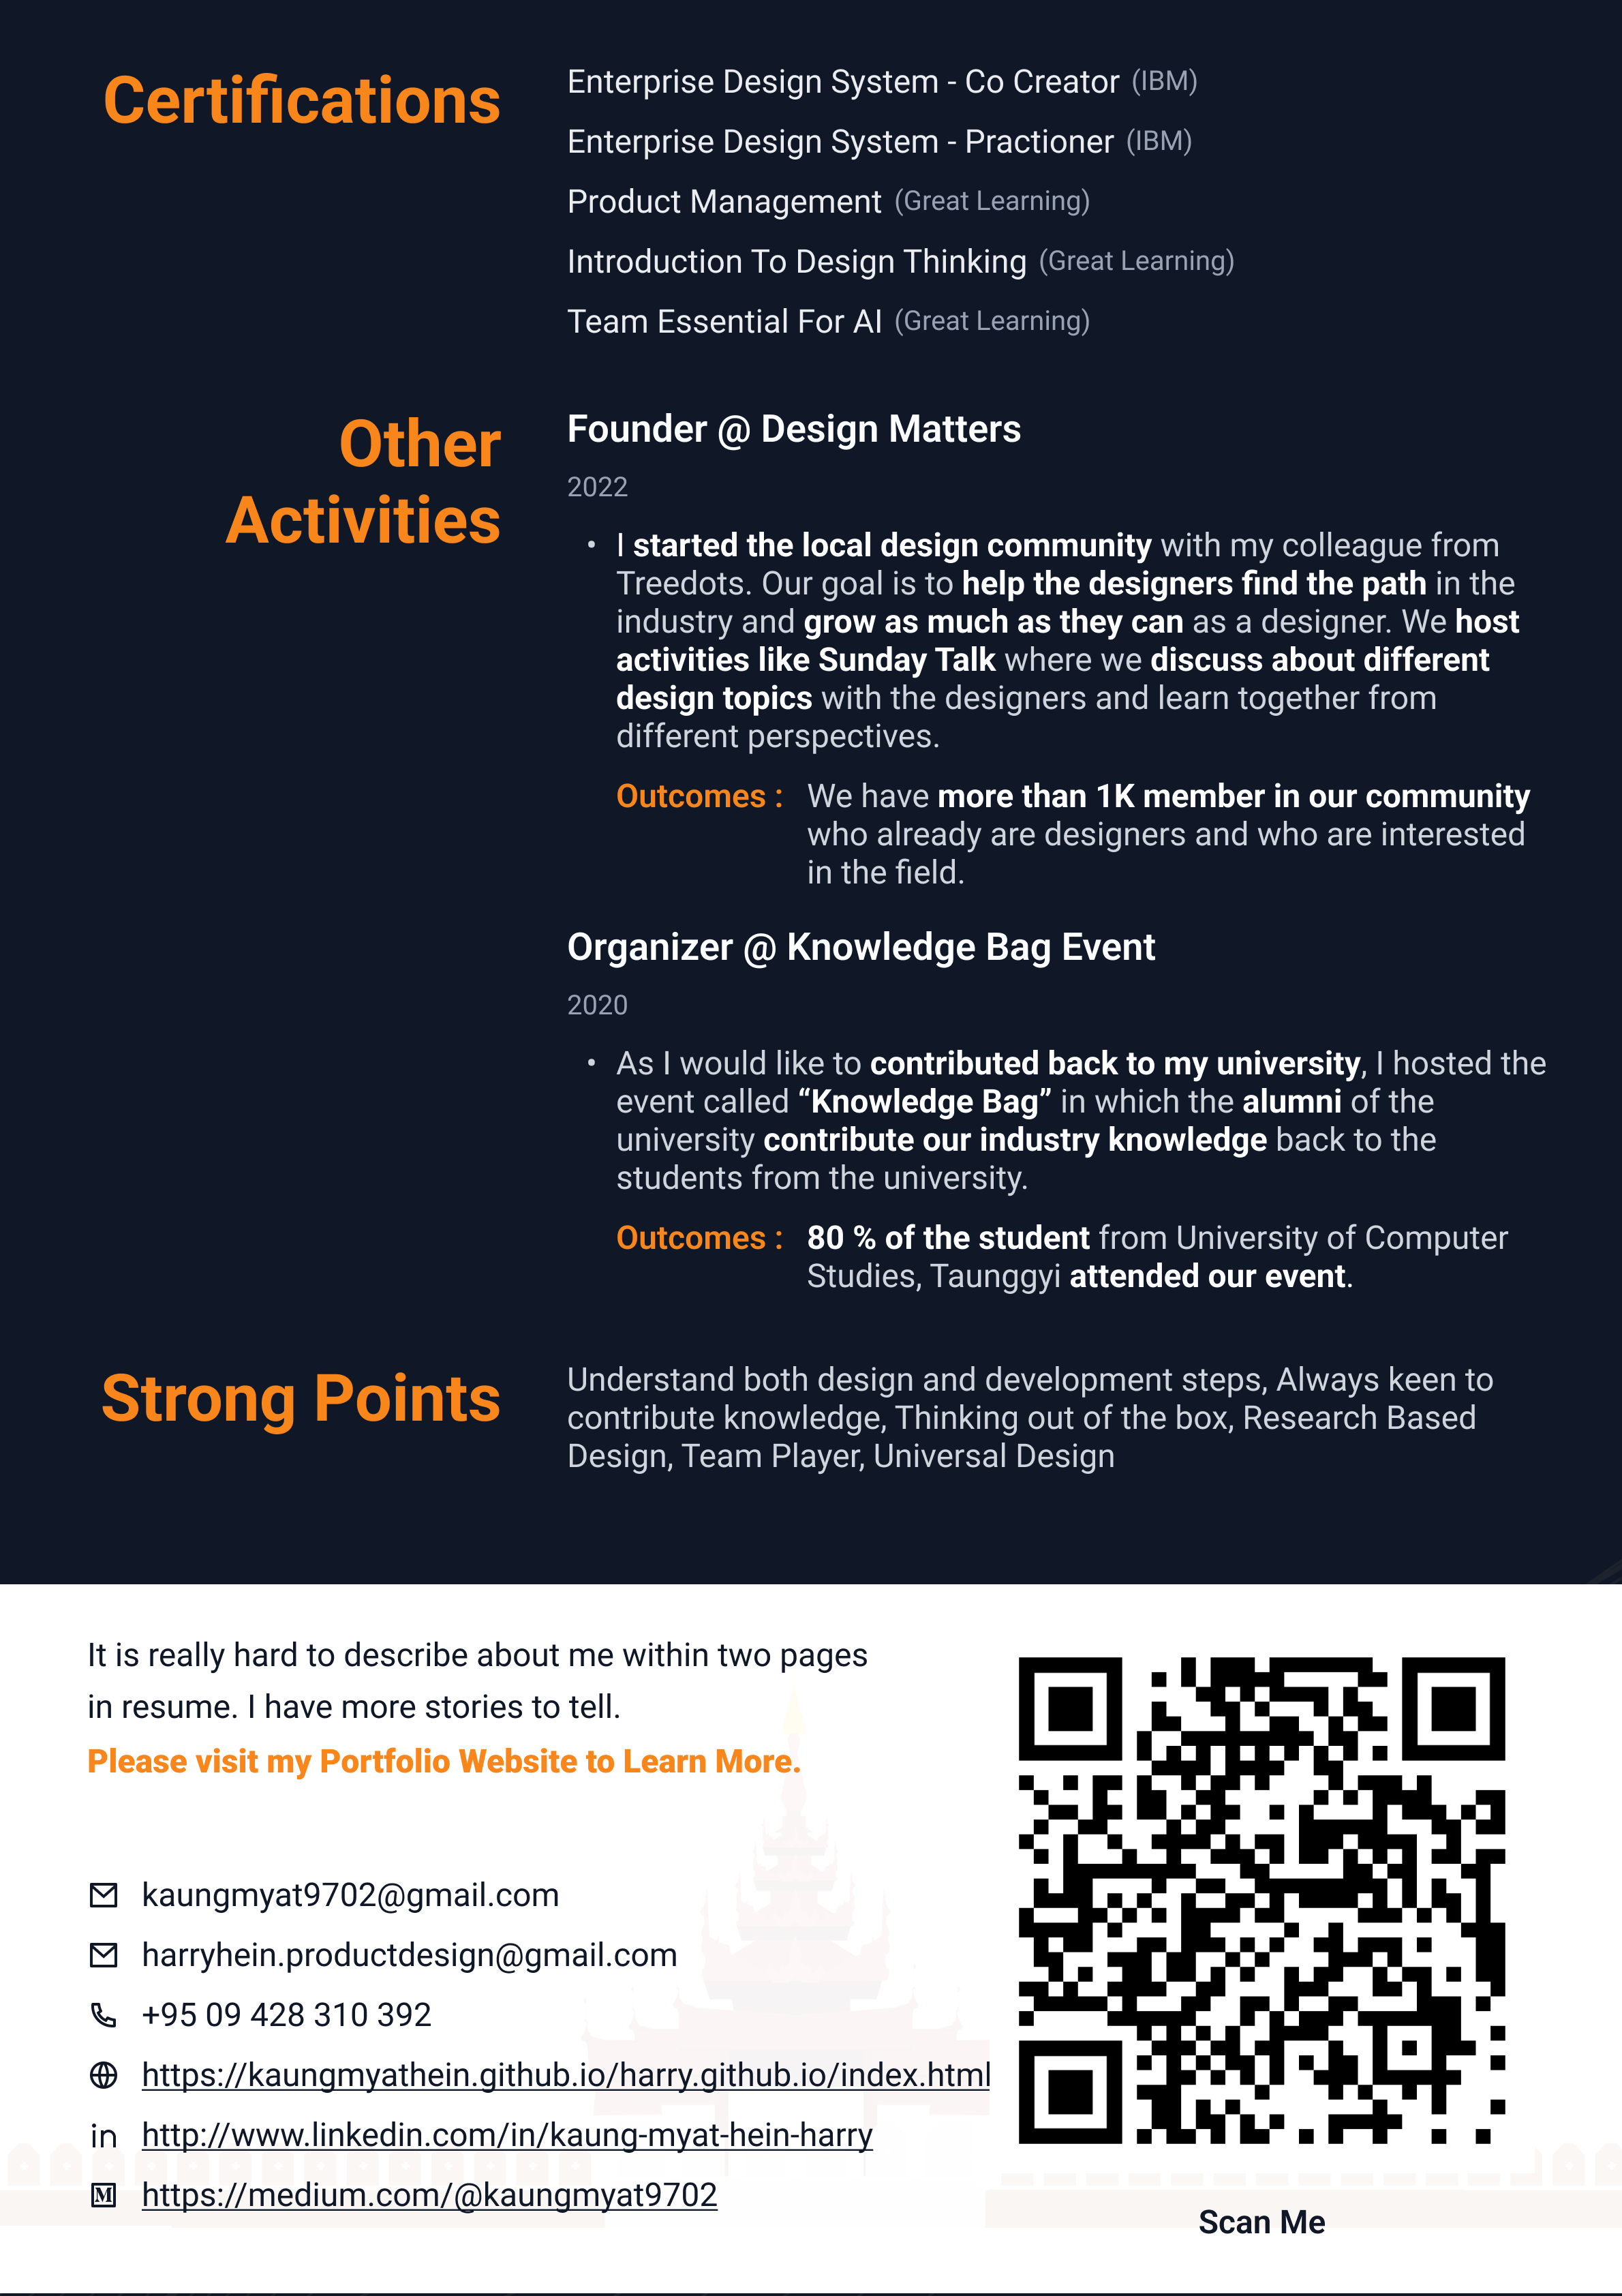 Certifications
Enterprise Design System - Co Creator (IBM)
Enterprise Design System - Practioner (IBM)
Product Management (Great Learning)
Introduction To Design Thinking (Great Learning)
Team Essential For AI (Great Learning)
Other
Activities
Founder @ Design Matters
2022
• I started the local design community with my colleague from
Treedots. Our goal is to help the designers find the path in the
industry and grow as much as they can as a designer. We host
activities like Sunday Talk where we discuss about different
design topics with the designers and learn together from
different perspectives.
Outcomes : We have more than 1K member in our community
who already are designers and who are interested
in the field.
Organizer @ Knowledge Bag Event
2020
• As I would like to contributed back to my university, I hosted the
event called “Knowledge Bag” in which the alumni of the
university contribute our industry knowledge back to the
students from the university.
Outcomes : 80 % of the student from University of Computer
Studies, Taunggyi attended our event.
Strong Points
Understand both design and development steps, Always keen to
contribute knowledge, Thinking out of the box, Research Based
Design, Team Player, Universal Design
It is really hard to describe about me within two pages
in resume. I have more stories to tell.
Please visit my Portfolio Website to Learn More.
kaungmyat9702@gmail.com
harryhein.productdesign@gmail.com
+95 09 428 310 392
https://kaungmyathein.github.io/harry.github.io/index.html
in http://www.linkedin.com/in/kaung-myat-hein-harry
M https://medium.com/@kaungmyat9702
Scan Me